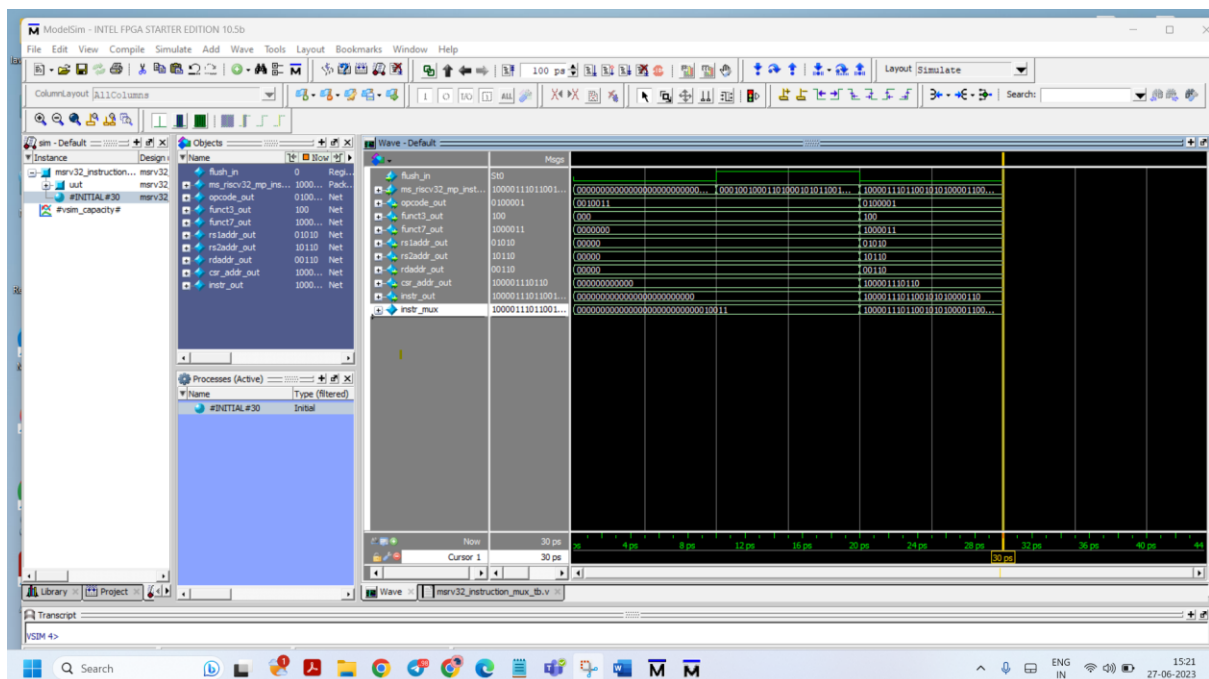 ModelSim - INTEL FPGA STARTER EDITION 10.5b
File Edit View Compile Simulate Add Wave Tools Layout Bookmarks Window Help
100 ps
Layout Simulate
ColumnLayout AllColumns
Search:
sim - Default
Instance Design
msrv32_instruction... msrv32
uut msrv32
#INITIAL#30 msrv32
#vsim_capacity#
Objects
Name Now
flush_in 0 Regi...
ms_riscv32_mp_ins... 1000... Pack...
opcode_out 0100... Net
funct3_out 100 Net
funct7_out 1000... Net
rs1addr_out 01010 Net
rs2addr_out 10110 Net
rdaddr_out 00110 Net
csr_addr_out 1000... Net
instr_out 1000... Net
Processes (Active)
Name Type (filtered)
#INITIAL#30 Initial
Wave - Default
Msgs
flush_in St0
ms_riscv32_mp_inst... 10000111011001...
opcode_out 0100001 0010011 0100001
funct3_out 100 000 100
funct7_out 1000011 0000000 1000011
rs1addr_out 01010 00000 01010
rs2addr_out 10110 00000 10110
rdaddr_out 00110 00000 00110
csr_addr_out 100001110110 000000000000 100001110110
instr_out 10000111011001... 0000000000000000000000000 1000011101100101010000110
instr_mux 10000111011001... 00000000000000000000000000010011
Now 30 ps
Cursor 1 30 ps
ps 4 ps 8 ps 12 ps 16 ps 20 ps 24 ps 28 ps 32 ps 36 ps 40 ps 44
30 ps
Library Project
Wave msrv32_instruction_mux_tb.v
Transcript
VSIM 4>
Search
ENG
IN
15:21
27-06-2023